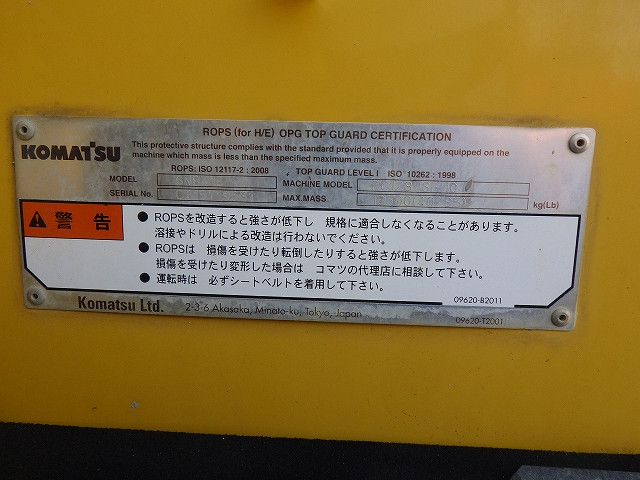 ROPS (for H/E) OPG TOP GUARD CERTIFICATION
KOMATSU
This protective structure complies with the standard provided that it is properly equipped on the
machine which mass is less than the specified maximum mass.
ROPS: ISO 12117-2 : 2008 TOP GUARD LEVEL I ISO 10262 : 1998
MODEL MACHINE MODEL
SERIAL No. MAX.MASS kg(Lb)
警告
● ROPSを改造すると強さが低下し 規格に適合しなくなることがあります。
溶接やドリルによる改造は行わないでください。
● ROPSは 損傷を受けたり転倒したりすると強さが低下します。
損傷を受けたり変形した場合は コマツの代理店に相談して下さい。
● 運転時は 必ずシートベルトを着用して下さい。
09620-B2011
Komatsu Ltd. 2-3-6 Akasaka, Minato-ku, Tokyo, Japan
09620-T2001